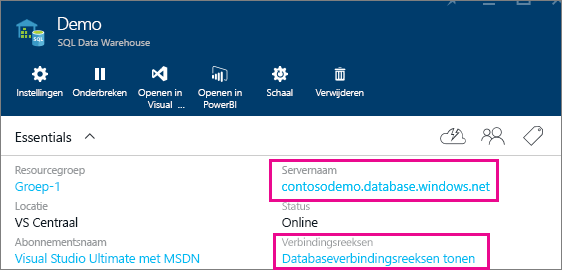 Demo
SQL Data Warehouse
SQL
Instellingen
Onderbreken
Openen in Visual ...
Openen in PowerBI
Schaal
Verwijderen
Essentials
Resourcegroep
Groep-1
Servernaam
contosodemo.database.windows.net
Locatie
VS Centraal
Status
Online
Abonnementsnaam
Visual Studio Ultimate met MSDN
Verbindingsreeksen
Databaseverbindingsreeksen tonen